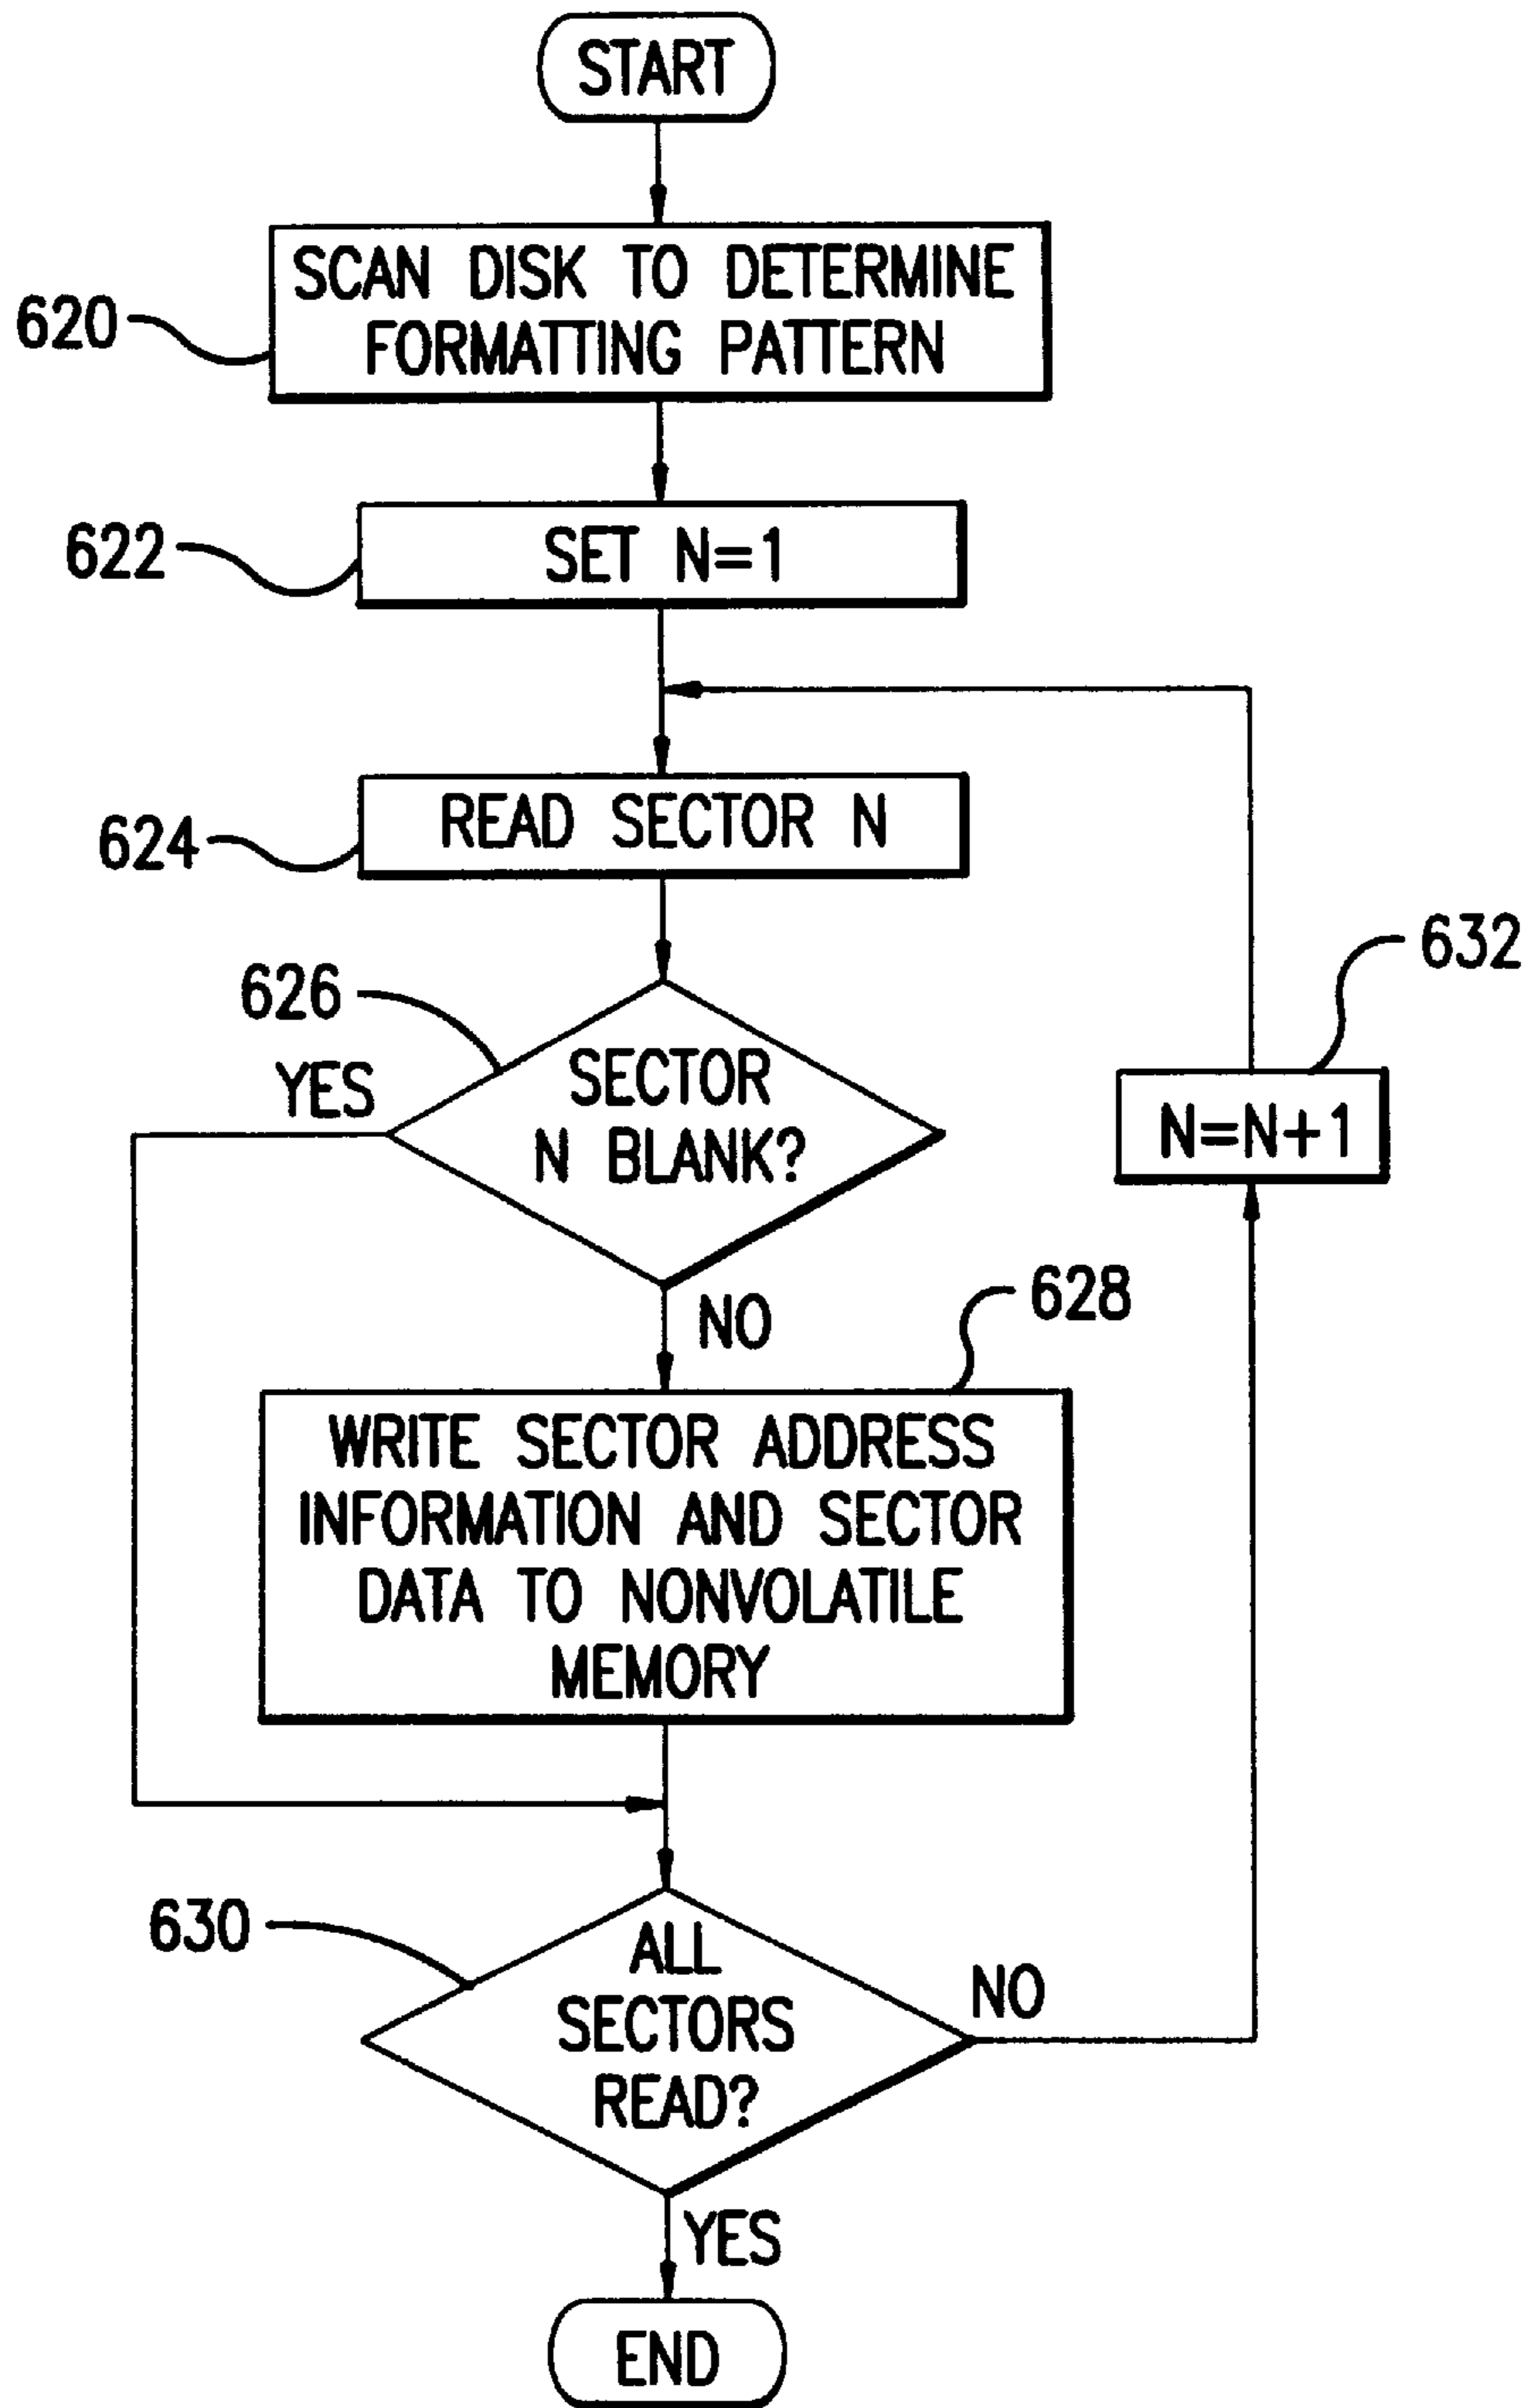 START
SCAN DISK TO DETERMINE
FORMATTING PATTERN
620
SET N=1
622
READ SECTOR N
624
632
626
YES
SECTOR
N BLANK?
N=N+1
NO
628
WRITE SECTOR ADDRESS
INFORMATION AND SECTOR
DATA TO NONVOLATILE
MEMORY
630
ALL
SECTORS
READ?
NO
YES
END